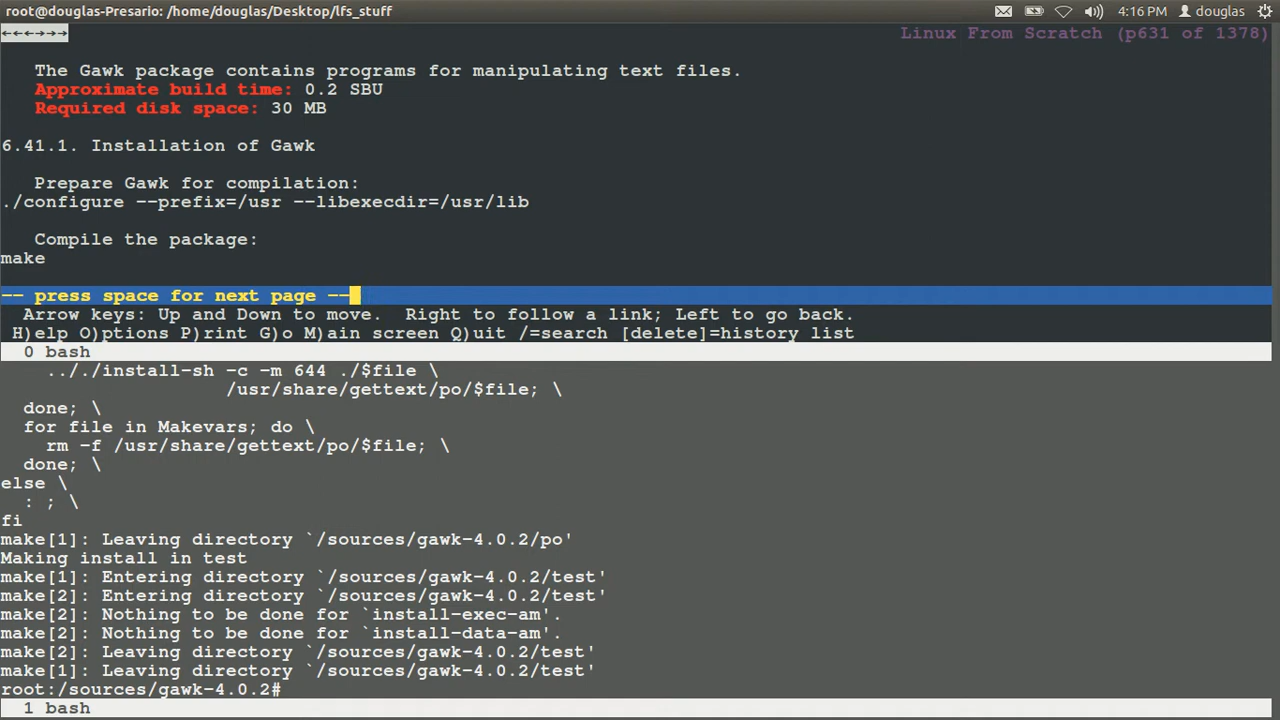 root@douglas-Presario: /home/douglas/Desktop/lfs_stuff
4:16 PM douglas
←←←→→→ Linux From Scratch (p631 of 1378)
The Gawk package contains programs for manipulating text files.
Approximate build time: 0.2 SBU
Required disk space: 30 MB
6.41.1. Installation of Gawk
Prepare Gawk for compilation:
./configure --prefix=/usr --libexecdir=/usr/lib
Compile the package:
make
-- press space for next page --
Arrow keys: Up and Down to move.  Right to follow a link; Left to go back.
H)elp O)ptions P)rint G)o M)ain screen Q)uit /=search [delete]=history list
0 bash
.././install-sh -c -m 644 ./$file \
/usr/share/gettext/po/$file; \
done; \
for file in Makevars; do \
rm -f /usr/share/gettext/po/$file; \
done; \
else \
: ; \
fi
make[1]: Leaving directory `/sources/gawk-4.0.2/po'
Making install in test
make[1]: Entering directory `/sources/gawk-4.0.2/test'
make[2]: Entering directory `/sources/gawk-4.0.2/test'
make[2]: Nothing to be done for `install-exec-am'.
make[2]: Nothing to be done for `install-data-am'.
make[2]: Leaving directory `/sources/gawk-4.0.2/test'
make[1]: Leaving directory `/sources/gawk-4.0.2/test'
root:/sources/gawk-4.0.2#
1 bash